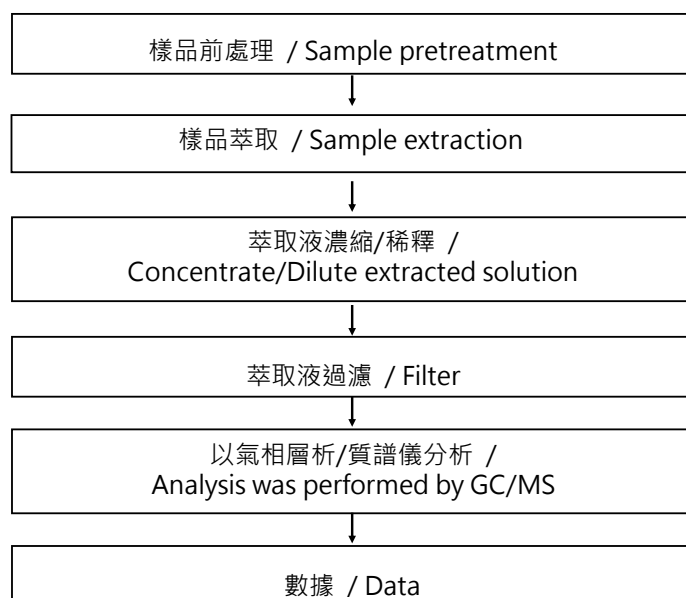 樣品前處理 / Sample pretreatment
樣品萃取 / Sample extraction
萃取液濃縮/稀釋 /
Concentrate/Dilute extracted solution
萃取液過濾 / Filter
以氣相層析/質譜儀分析 /
Analysis was performed by GC/MS
數據 / Data